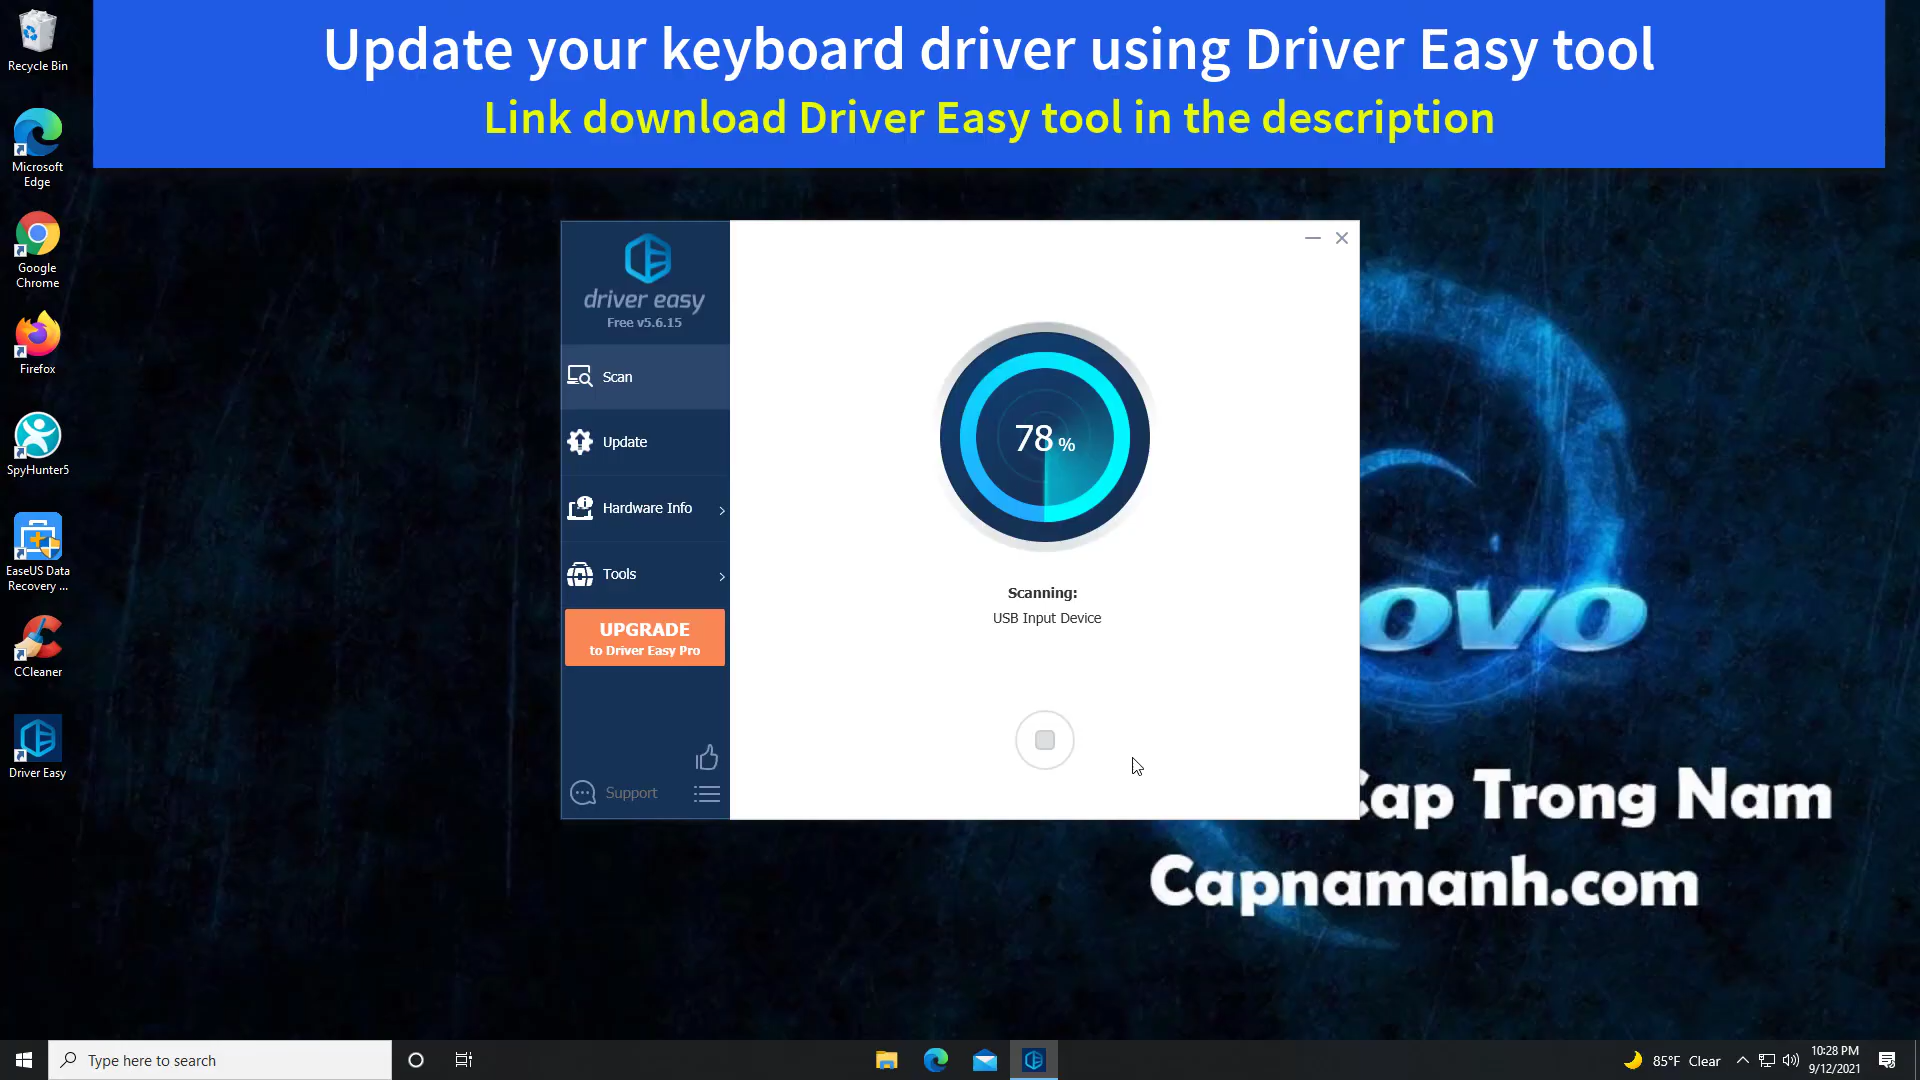 Update your keyboard driver using Driver Easy tool
Link download Driver Easy tool in the description
Recycle Bin
Microsoft
Edge
Google
Chrome
Firefox
SpyHunter5
EaseUS Data
Recovery ...
CCleaner
Driver Easy
driver easy
Free v5.6.15
Scan
Update
Hardware Info
Tools
UPGRADE
to Driver Easy Pro
Support
78 %
Scanning:
USB Input Device
ovo
Cap Trong Nam
Capnamanh.com
Type here to search
85°F Clear
10:28 PM
9/12/2021